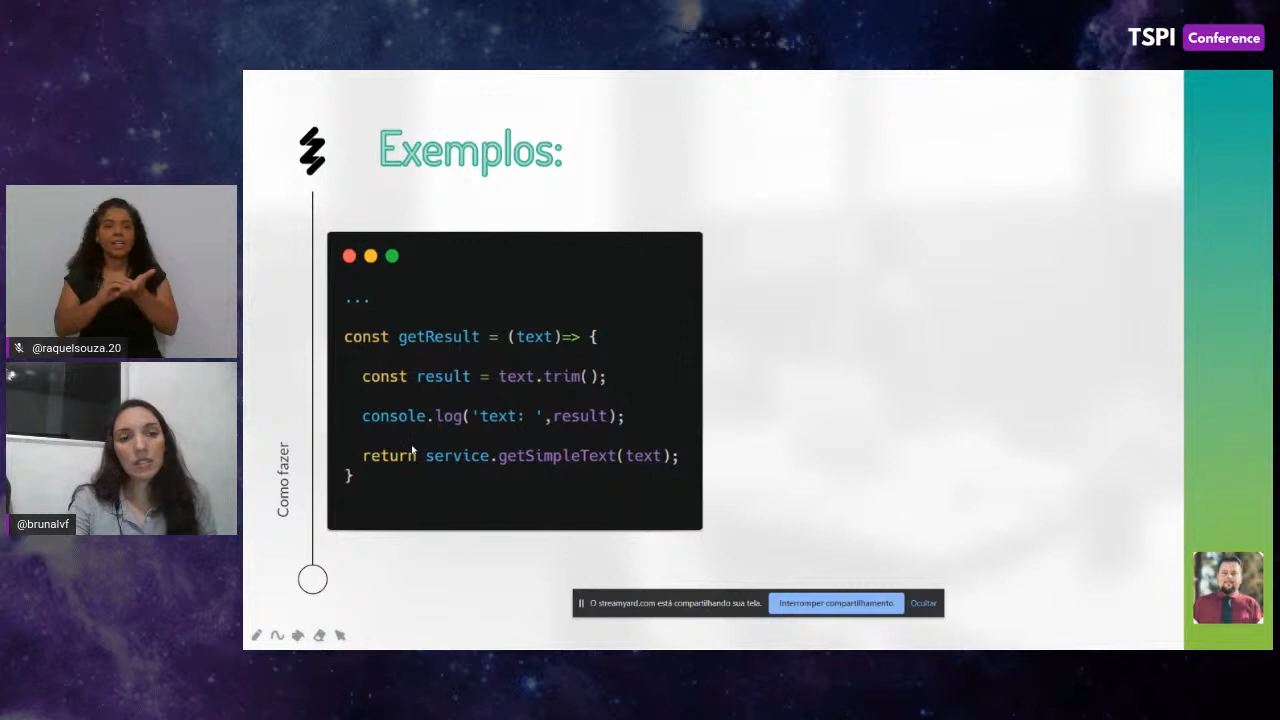 TSPI Conference
Exemplos:
...
const getResult = (text)=> {
const result = text.trim();
console.log('text: ',result);
return service.getSimpleText(text);
}
Como fazer
@raquelsouza.20
@brunalvf
O streamyard.com está compartilhando sua tela.
Interromper compartilhamento
Ocultar